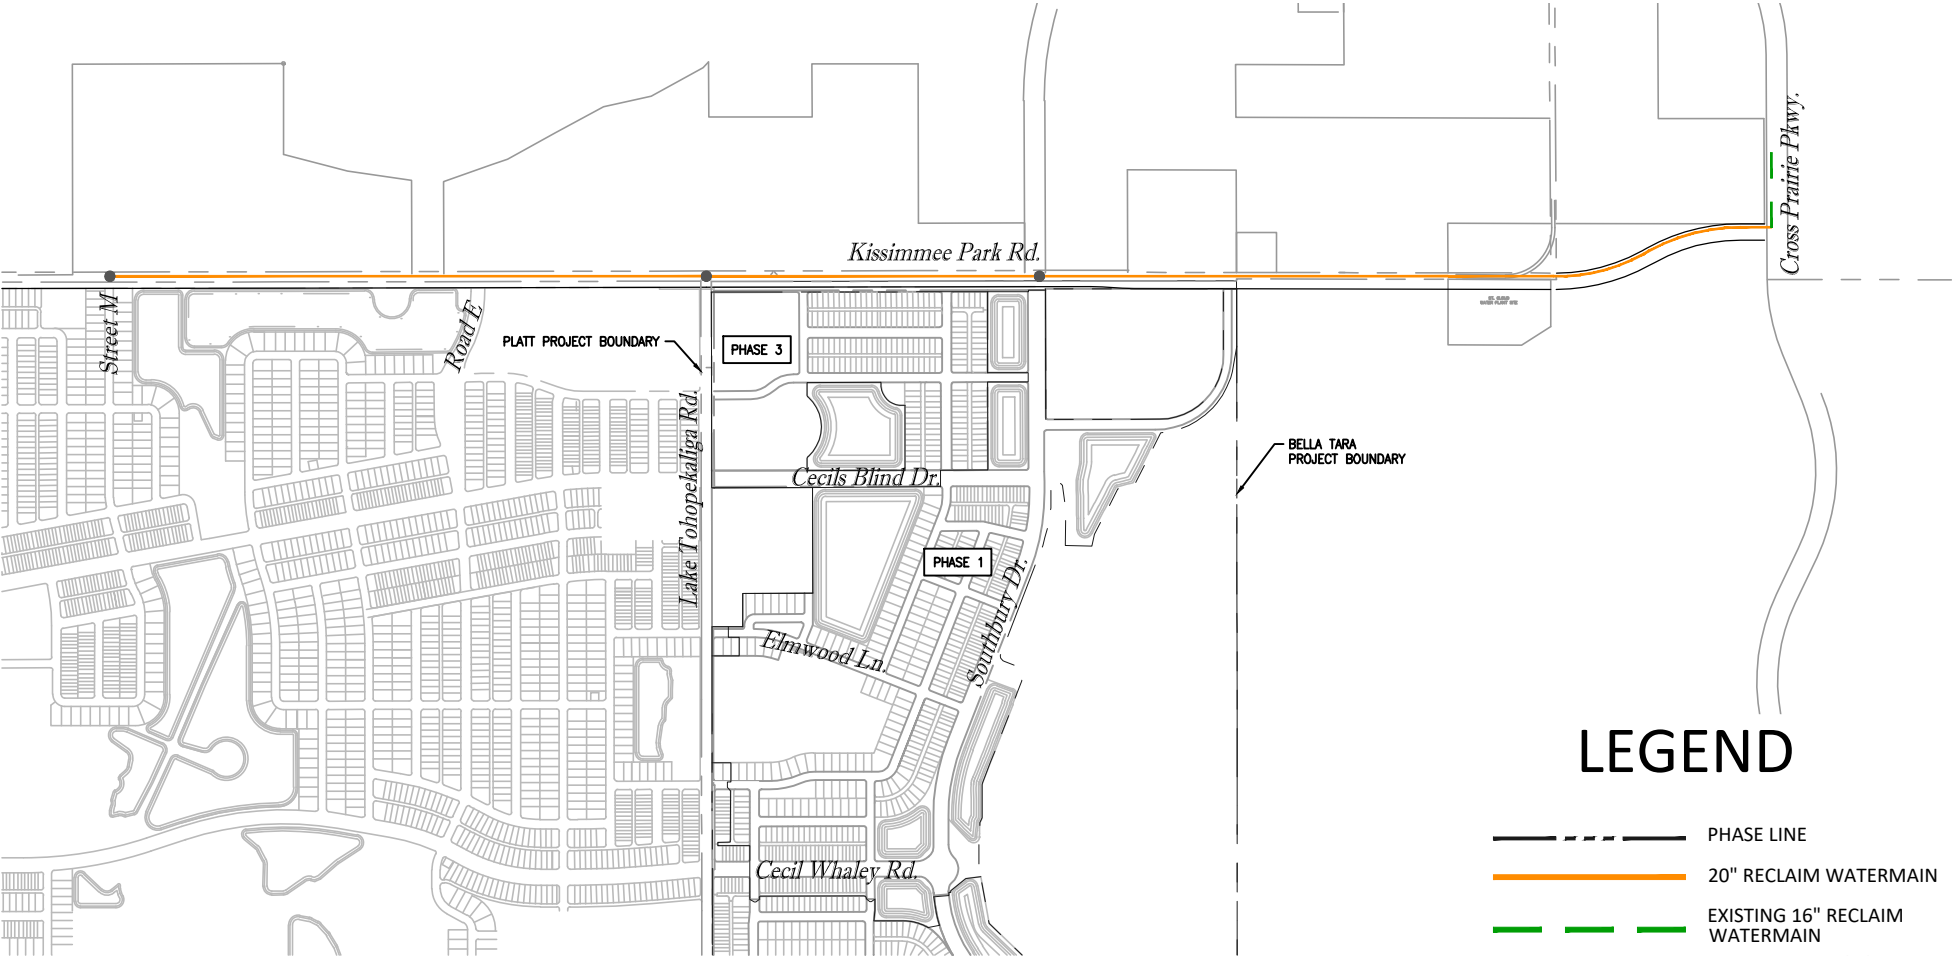 Cross Prairie Pkwy.
Kissimmee Park Rd.
Street M
Road E
PLATT PROJECT BOUNDARY
PHASE 3
Lake Tohopekaliga Rd.
BELLA TARA
PROJECT BOUNDARY
Cecils Blind Dr.
PHASE 1
Southbury Dr.
Elmwood Ln.
Cecil Whaley Rd.
LEGEND
PHASE LINE
20" RECLAIM WATERMAIN
EXISTING 16" RECLAIM
WATERMAIN